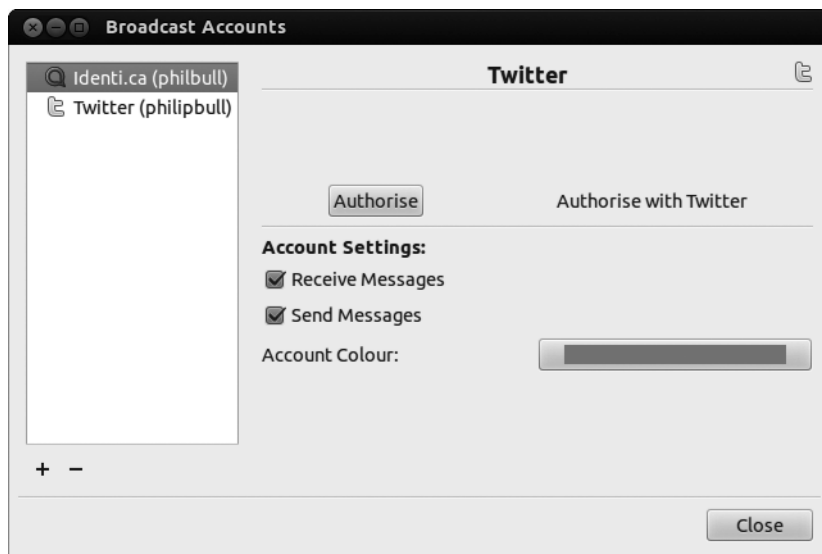 Broadcast Accounts
Identi.ca (philbull)
Twitter (philipbull)
+ −
Twitter
Authorise Authorise with Twitter
Account Settings:
Receive Messages
Send Messages
Account Colour:
Close